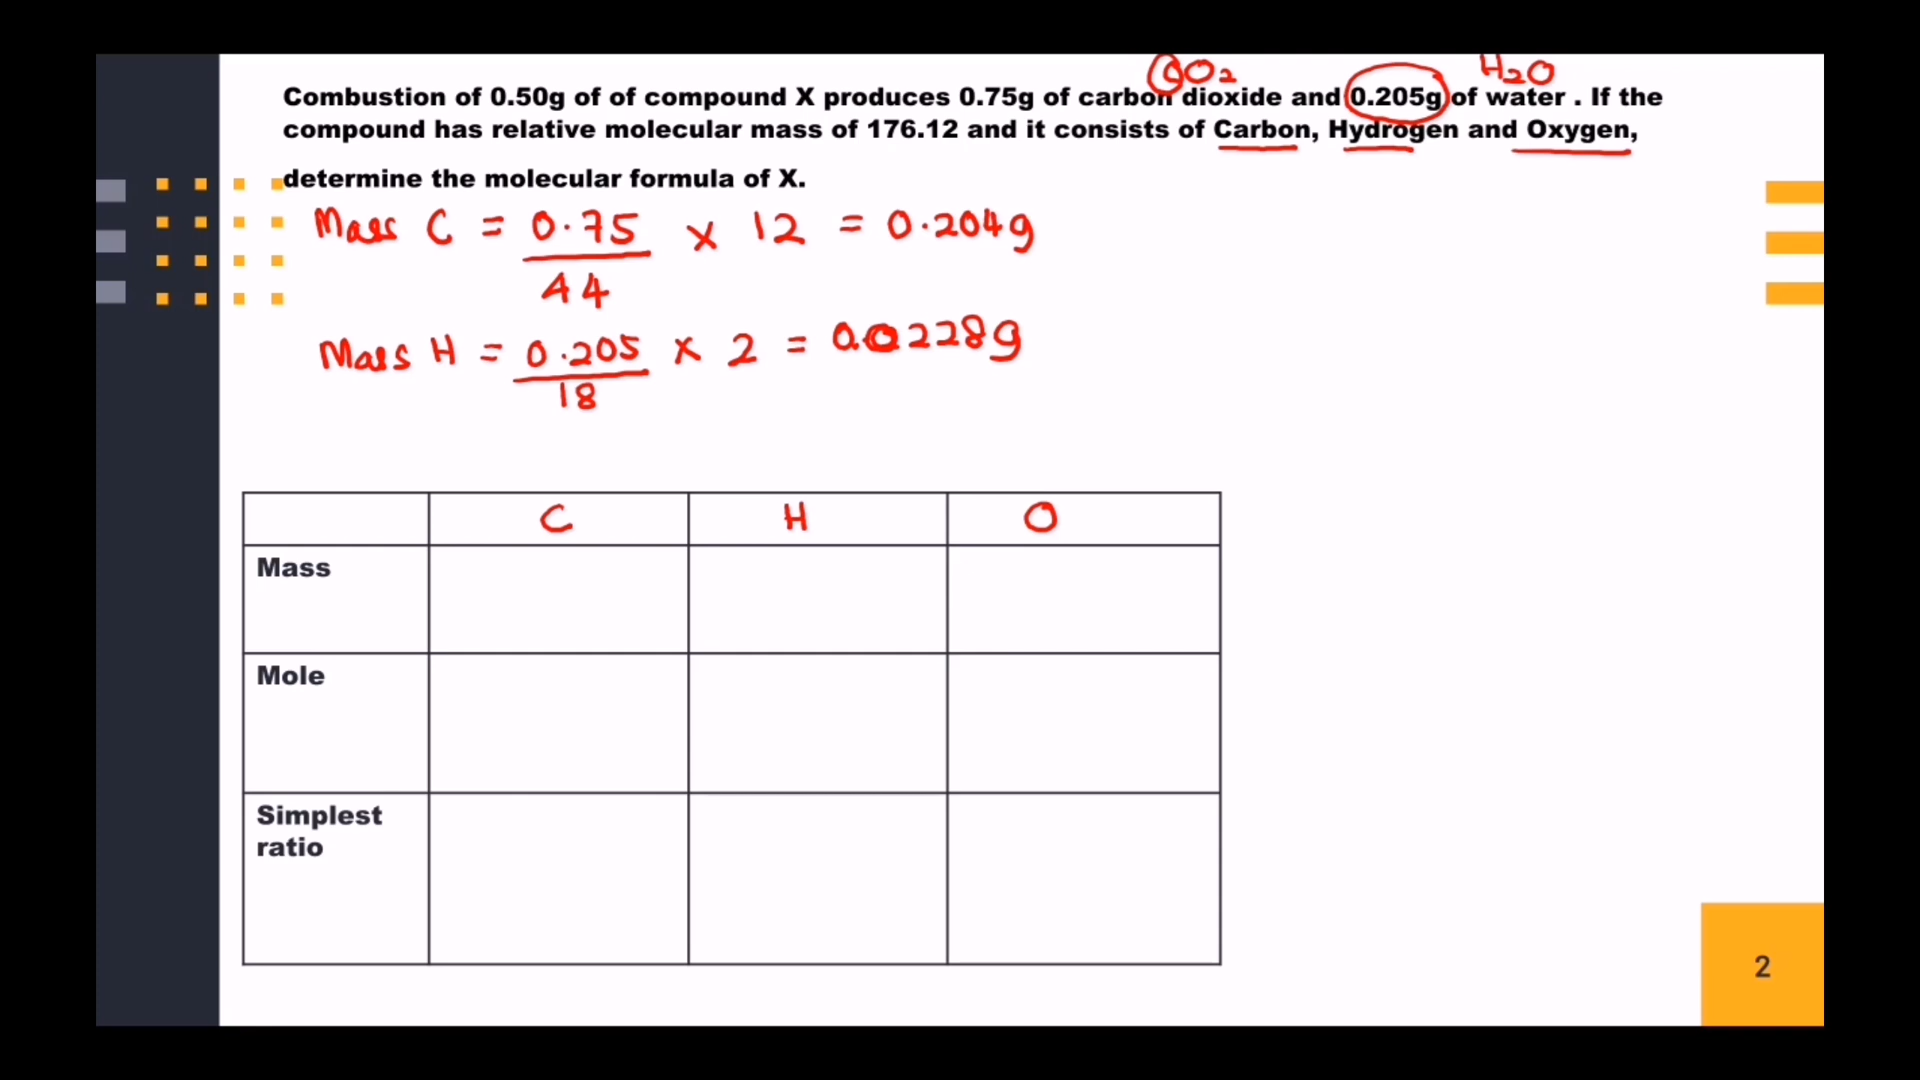 CO2 H2O
Combustion of 0.50g of of compound X produces 0.75g of carbon dioxide and 0.205g of water . If the
compound has relative molecular mass of 176.12 and it consists of Carbon, Hydrogen and Oxygen,
determine the molecular formula of X.
Mass C = 0.75 x 12 = 0.204g
44
Mass H = 0.205 x 2 = 0.0228g
18
C H O
Mass
Mole
Simplest
ratio
2